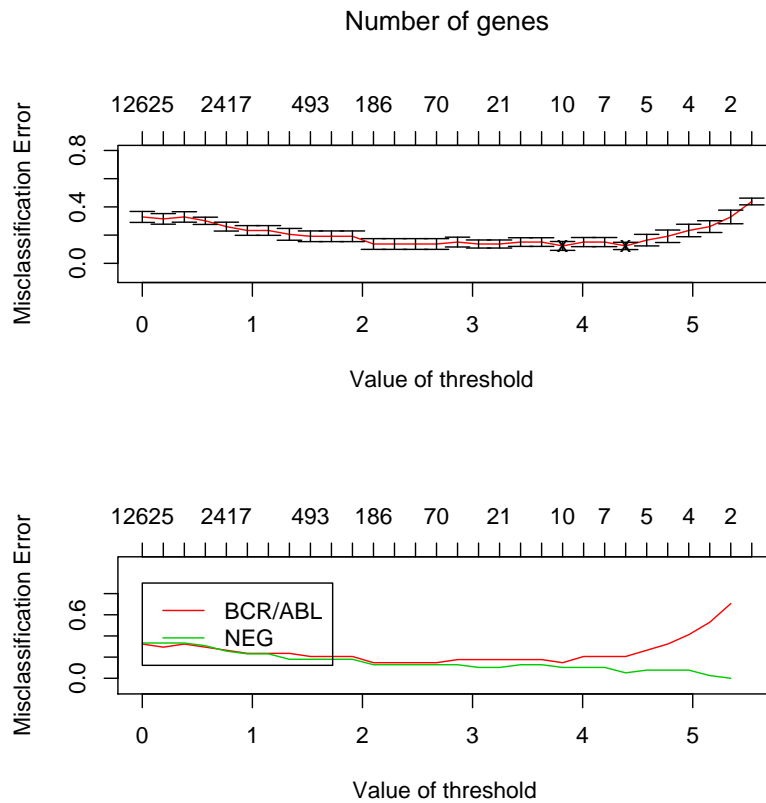 Number of genes
12625 2417 493 186 70 21 10 7 5 4 2
Misclassification Error
0.8
0.4
0.0
x x
0 1 2 3 4 5
Value of threshold
12625 2417 493 186 70 21 10 7 5 4 2
Misclassification Error
0.6
0.0
BCR/ABL
NEG
0 1 2 3 4 5
Value of threshold